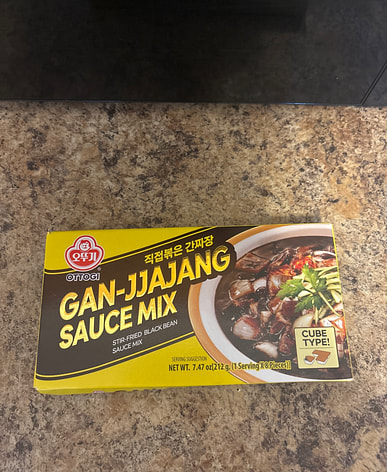 오뚜기
OTTOGI
직접볶은 간짜장
GAN-JJAJANG
SAUCE MIX
STIR-FRIED BLACK BEAN
SAUCE MIX
CUBE
TYPE!
SERVING SUGGESTION
NET WT. 7.47 oz(212 g, (1 Serving X 8 Pieces))